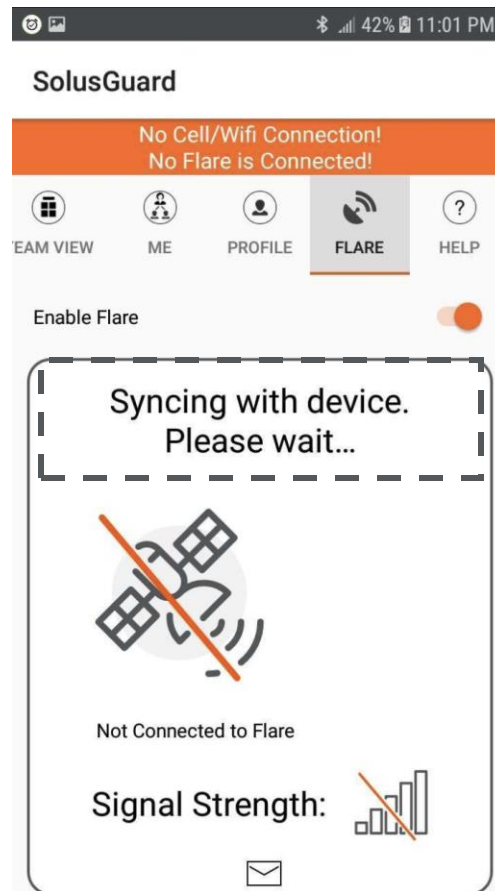 42% 11:01 PM
SolusGuard
No Cell/Wifi Connection!
No Flare is Connected!
EAM VIEW ME PROFILE FLARE HELP
Enable Flare
Syncing with device.
Please wait...
Not Connected to Flare
Signal Strength: